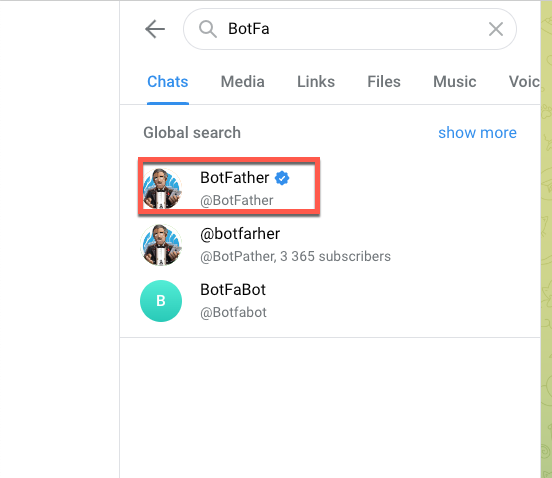 BotFa
Chats Media Links Files Music Voic
Global search show more
BotFather
@BotFather
@botfarher
@BotPather, 3 365 subscribers
B
BotFaBot
@Botfabot